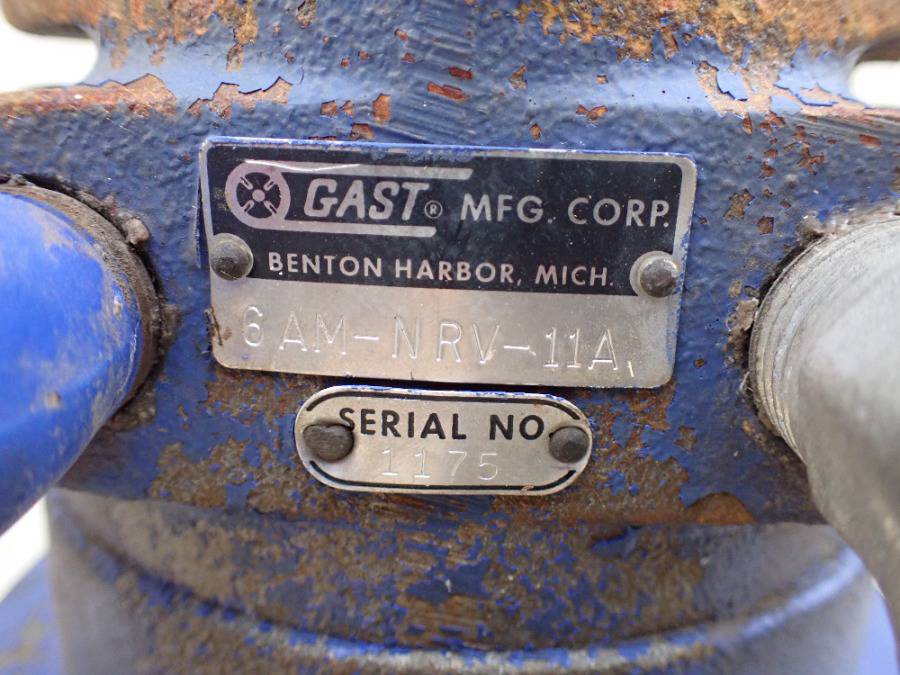 GAST® MFG. CORP.
BENTON HARBOR, MICH.
6AM-NRV-11A
SERIAL NO.
1175